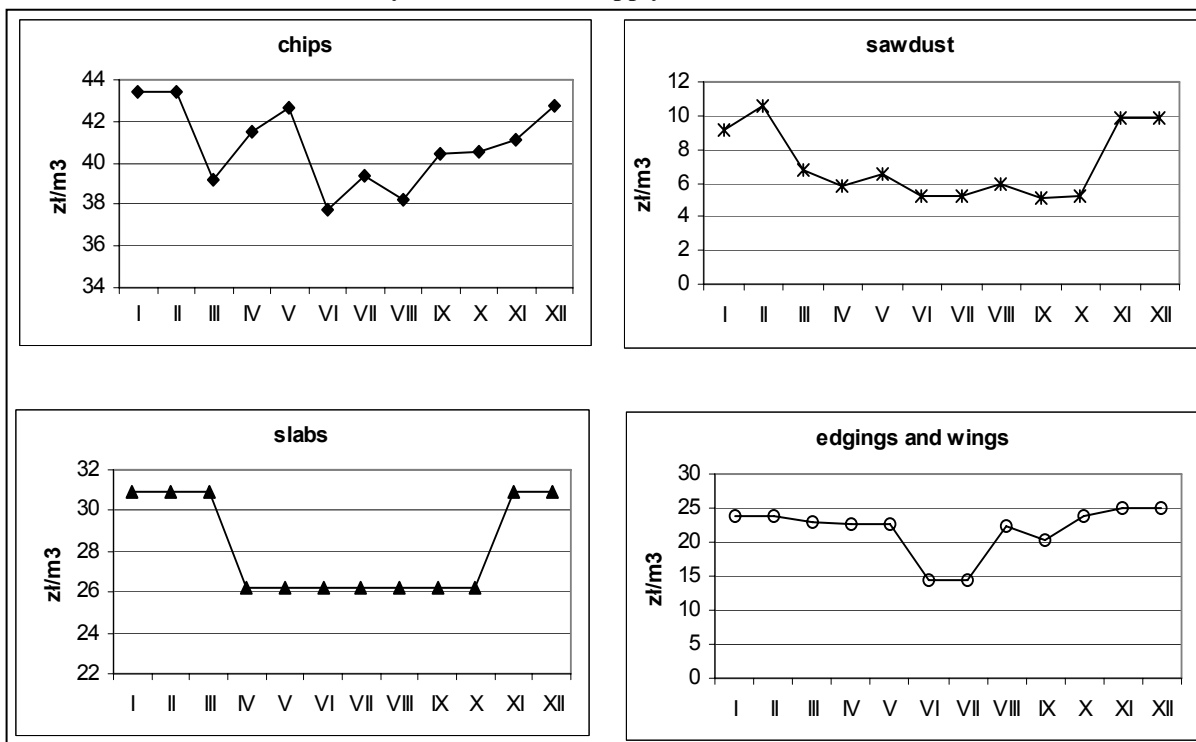 chips
44
42
40
38
36
34
zł/m3
I II III IV V VI VII VIII IX X XI XII
sawdust
12
10
8
6
4
2
0
zł/m3
I II III IV V VI VII VIII IX X XI XII
slabs
32
30
28
26
24
22
zł/m3
I II III IV V VI VII VIII IX X XI XII
edgings and wings
30
25
20
15
10
5
0
zł/m3
I II III IV V VI VII VIII IX X XI XII